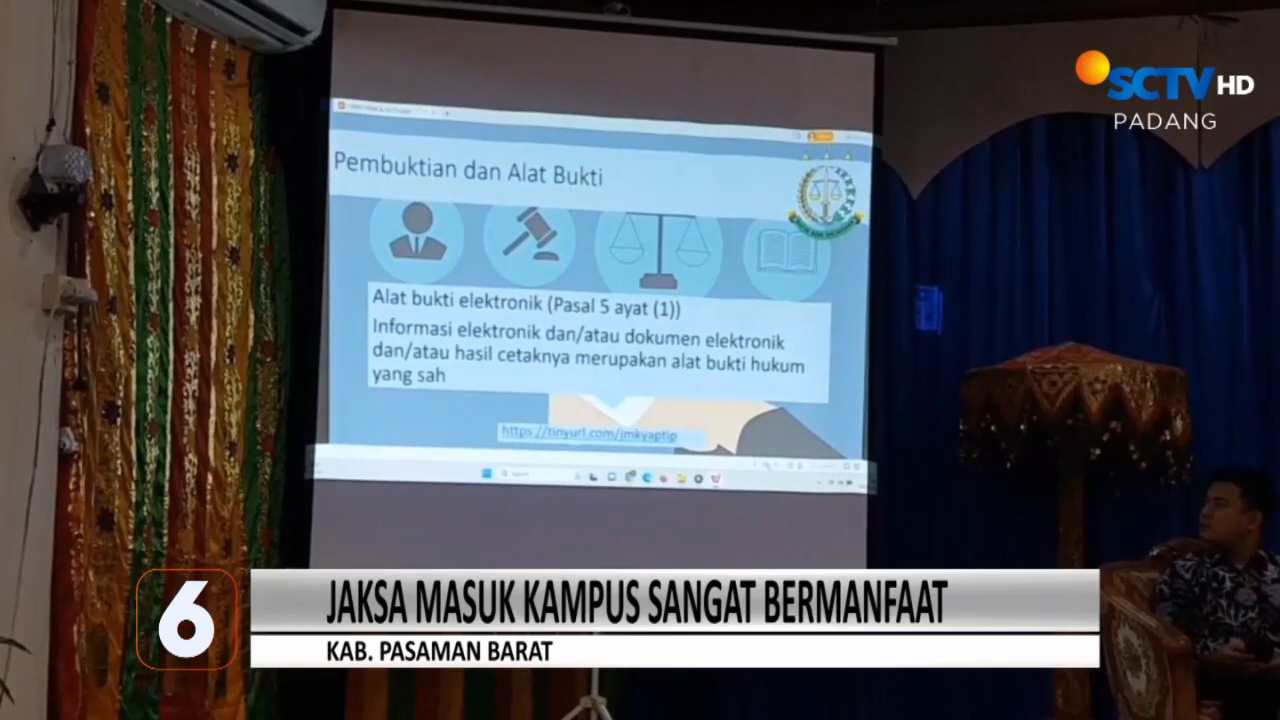 SCTV HD
PADANG
Pembuktian dan Alat Bukti
Alat bukti elektronik (Pasal 5 ayat (1))
Informasi elektronik dan/atau dokumen elektronik
dan/atau hasil cetaknya merupakan alat bukti hukum
yang sah
https://tinyurl.com/jmkyaptip
Search
6
JAKSA MASUK KAMPUS SANGAT BERMANFAAT
KAB. PASAMAN BARAT